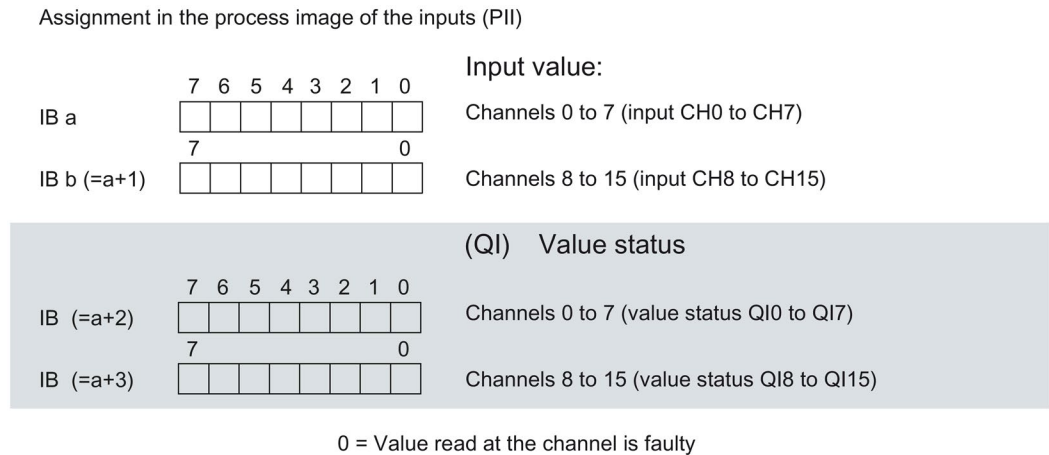 Assignment in the process image of the inputs (PII)
Input value:
7 6 5 4 3 2 1 0
IB a Channels 0 to 7 (input CH0 to CH7)
7 0
IB b (=a+1) Channels 8 to 15 (input CH8 to CH15)
(QI) Value status
7 6 5 4 3 2 1 0
IB (=a+2) Channels 0 to 7 (value status QI0 to QI7)
7 0
IB (=a+3) Channels 8 to 15 (value status QI8 to QI15)
0 = Value read at the channel is faulty